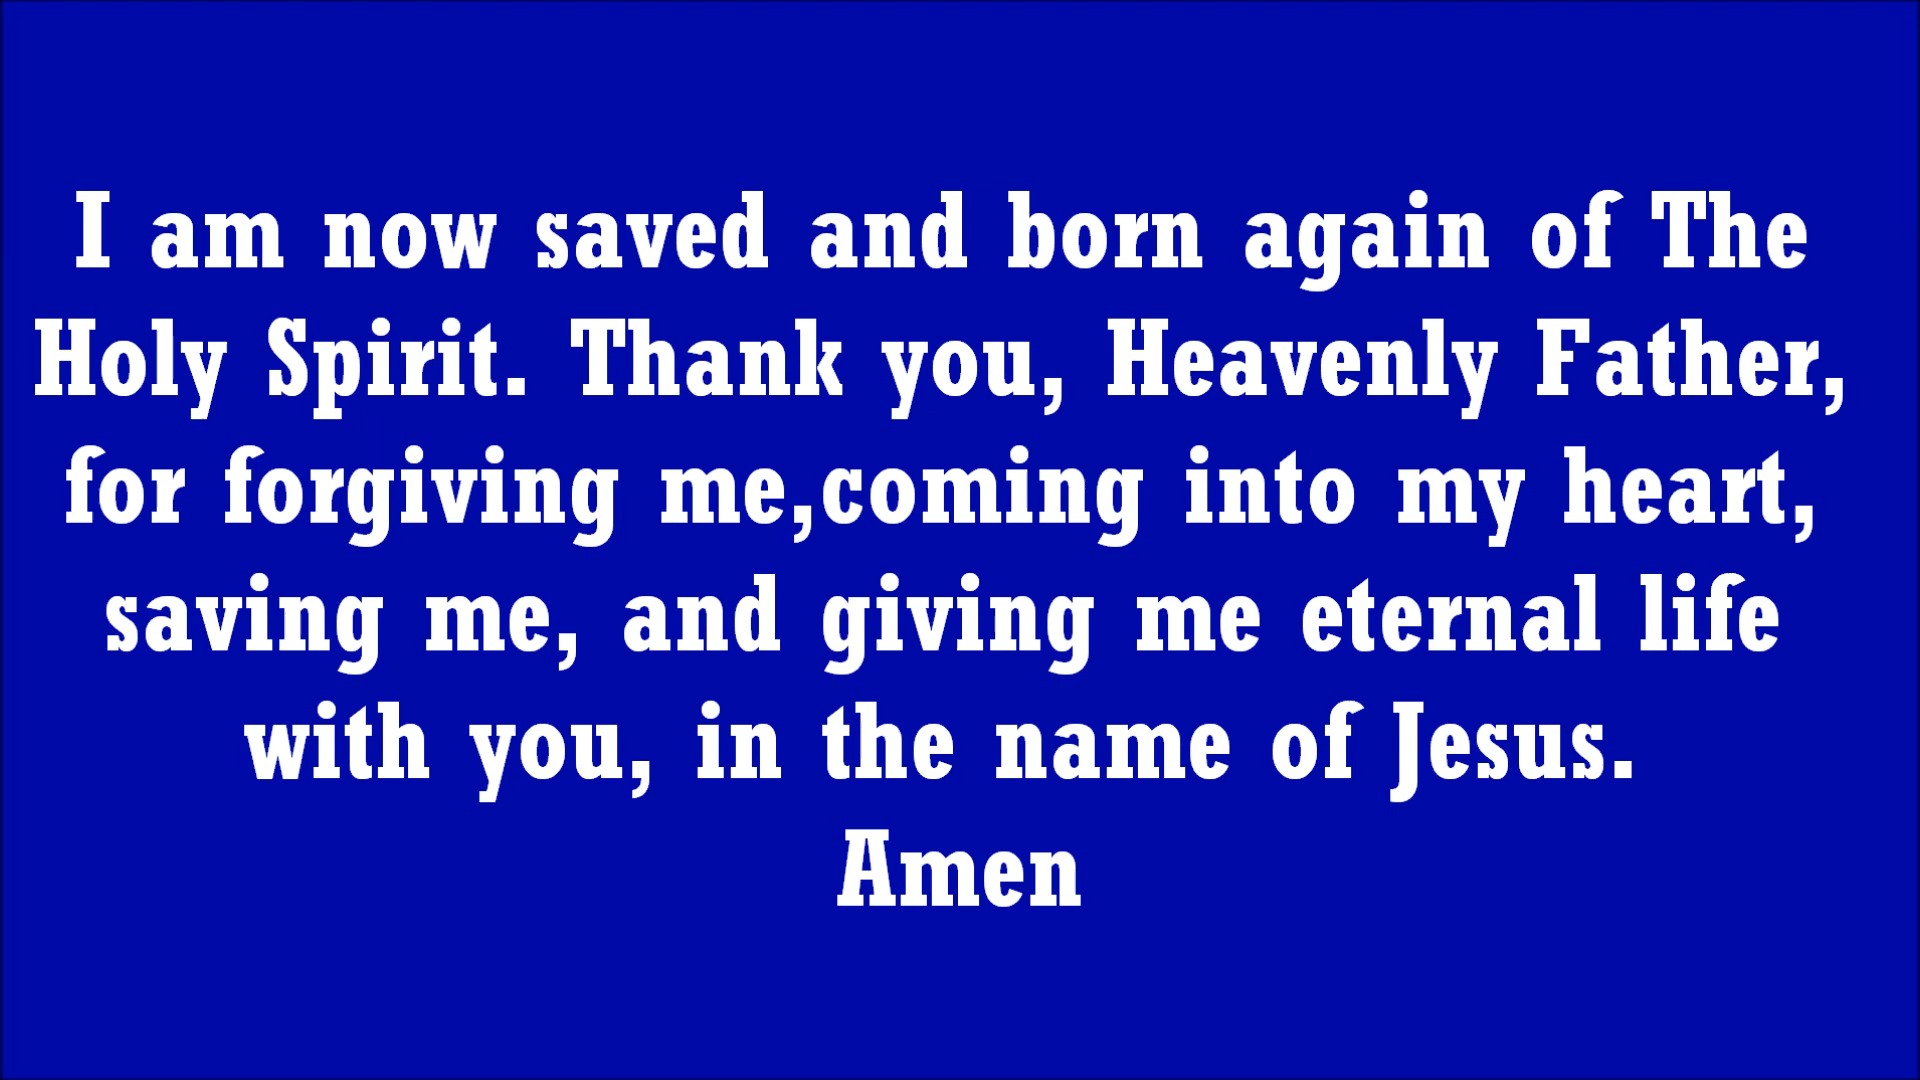 I am now saved and born again of The
Holy Spirit. Thank you, Heavenly Father,
for forgiving me,coming into my heart,
saving me, and giving me eternal life
with you, in the name of Jesus.
Amen